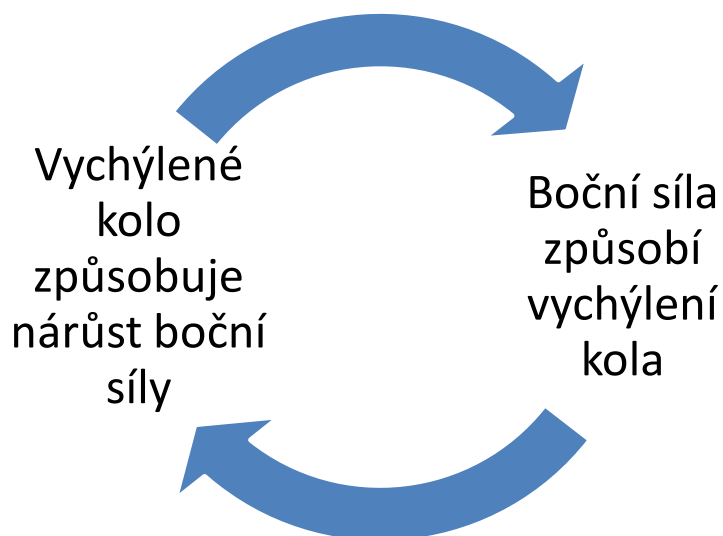 Vychýlené
kolo
způsobuje
nárůst boční
síly
Boční síla
způsobí
vychýlení
kola